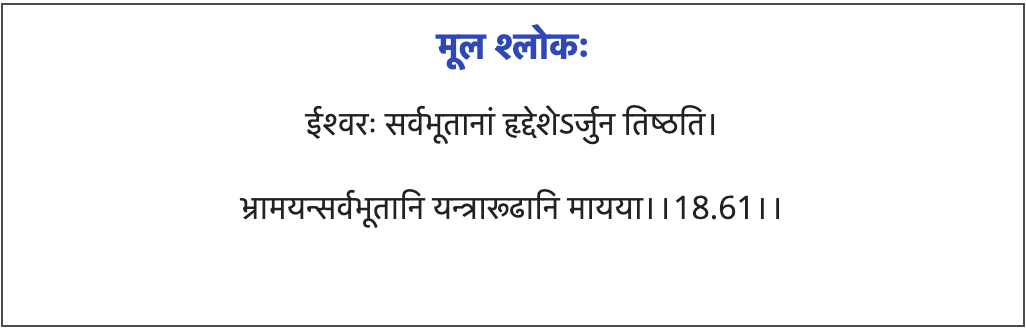 मूल श्लोकः
ईश्वरः सर्वभूतानां हृद्देशेऽर्जुन तिष्ठति।
भ्रामयन्सर्वभूतानि यन्त्रारूढानि मायया।।18.61।।